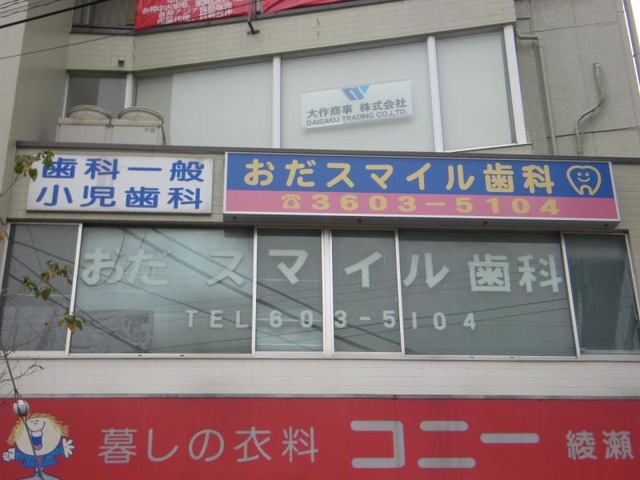 大作商事 株式会社
DAISAKU TRADING CO.,LTD.
歯科一般
小児歯科
おだスマイル歯科
☎3603-5104
おだ スマイル 歯科
TEL603-5104
暮しの衣料 コニー 綾瀬